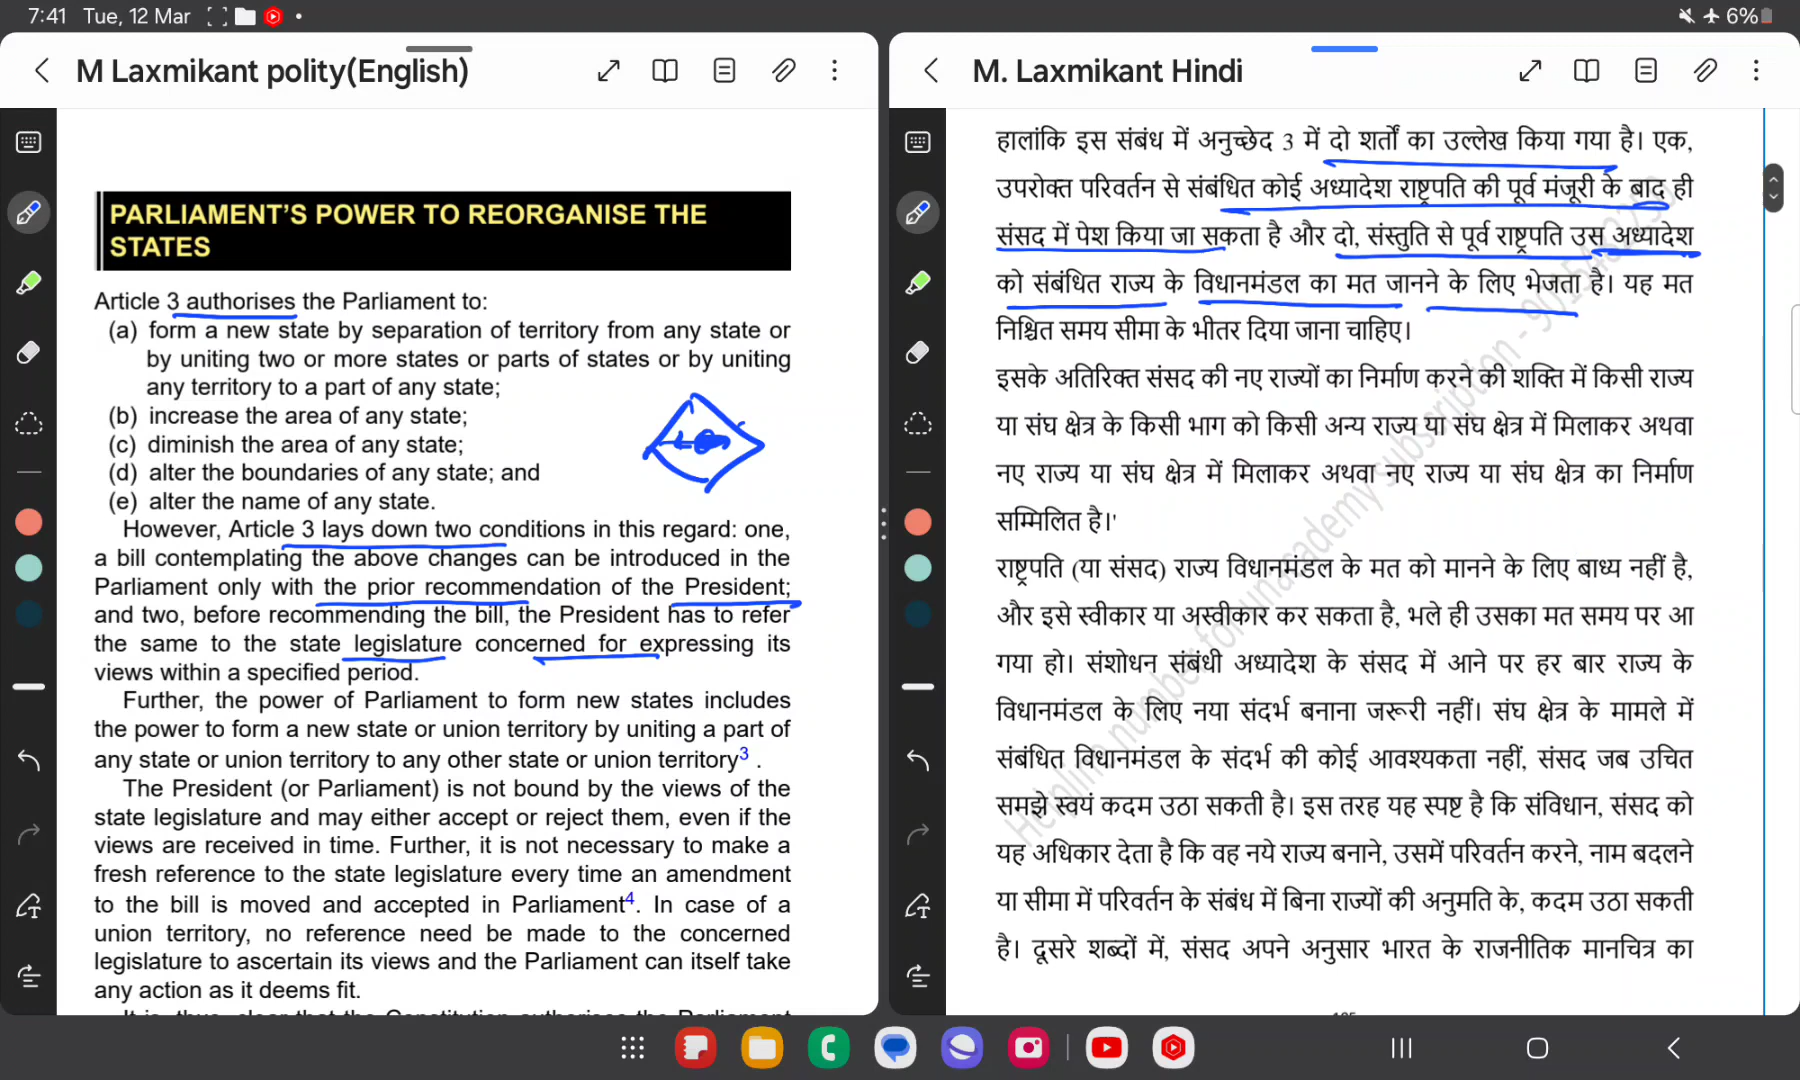 7:41 Tue, 12 Mar
6%
M Laxmikant polity(English)
PARLIAMENT'S POWER TO REORGANISE THE
STATES
Article 3 authorises the Parliament to:
(a) form a new state by separation of territory from any state or
by uniting two or more states or parts of states or by uniting
any territory to a part of any state;
(b) increase the area of any state;
(c) diminish the area of any state;
(d) alter the boundaries of any state; and
(e) alter the name of any state.
However, Article 3 lays down two conditions in this regard: one,
a bill contemplating the above changes can be introduced in the
Parliament only with the prior recommendation of the President;
and two, before recommending the bill, the President has to refer
the same to the state legislature concerned for expressing its
views within a specified period.
Further, the power of Parliament to form new states includes
the power to form a new state or union territory by uniting a part of
any state or union territory to any other state or union territory3 .
The President (or Parliament) is not bound by the views of the
state legislature and may either accept or reject them, even if the
views are received in time. Further, it is not necessary to make a
fresh reference to the state legislature every time an amendment
to the bill is moved and accepted in Parliament4. In case of a
union territory, no reference need be made to the concerned
legislature to ascertain its views and the Parliament can itself take
any action as it deems fit.
It is, thus, clear that the Constitution authorises the Parliament
M. Laxmikant Hindi
हालांकि इस संबंध में अनुच्छेद 3 में दो शर्तों का उल्लेख किया गया है। एक,
उपरोक्त परिवर्तन से संबंधित कोई अध्यादेश राष्ट्रपति की पूर्व मंजूरी के बाद ही
संसद में पेश किया जा सकता है और दो, संस्तुति से पूर्व राष्ट्रपति उस अध्यादेश
को संबंधित राज्य के विधानमंडल का मत जानने के लिए भेजता है। यह मत
निश्चित समय सीमा के भीतर दिया जाना चाहिए।
इसके अतिरिक्त संसद की नए राज्यों का निर्माण करने की शक्ति में किसी राज्य
या संघ क्षेत्र के किसी भाग को किसी अन्य राज्य या संघ क्षेत्र में मिलाकर अथवा
नए राज्य या संघ क्षेत्र में मिलाकर अथवा नए राज्य या संघ क्षेत्र का निर्माण
सम्मिलित है।'
राष्ट्रपति (या संसद) राज्य विधानमंडल के मत को मानने के लिए बाध्य नहीं है,
और इसे स्वीकार या अस्वीकार कर सकता है, भले ही उसका मत समय पर आ
गया हो। संशोधन संबंधी अध्यादेश के संसद में आने पर हर बार राज्य के
विधानमंडल के लिए नया संदर्भ बनाना जरूरी नहीं। संघ क्षेत्र के मामले में
संबंधित विधानमंडल के संदर्भ की कोई आवश्यकता नहीं, संसद जब उचित
समझे स्वयं कदम उठा सकती है। इस तरह यह स्पष्ट है कि संविधान, संसद को
यह अधिकार देता है कि वह नये राज्य बनाने, उसमें परिवर्तन करने, नाम बदलने
या सीमा में परिवर्तन के संबंध में बिना राज्यों की अनुमति के, कदम उठा सकती
है। दूसरे शब्दों में, संसद अपने अनुसार भारत के राजनीतिक मानचित्र का
Helpline number for unacademy subscription -